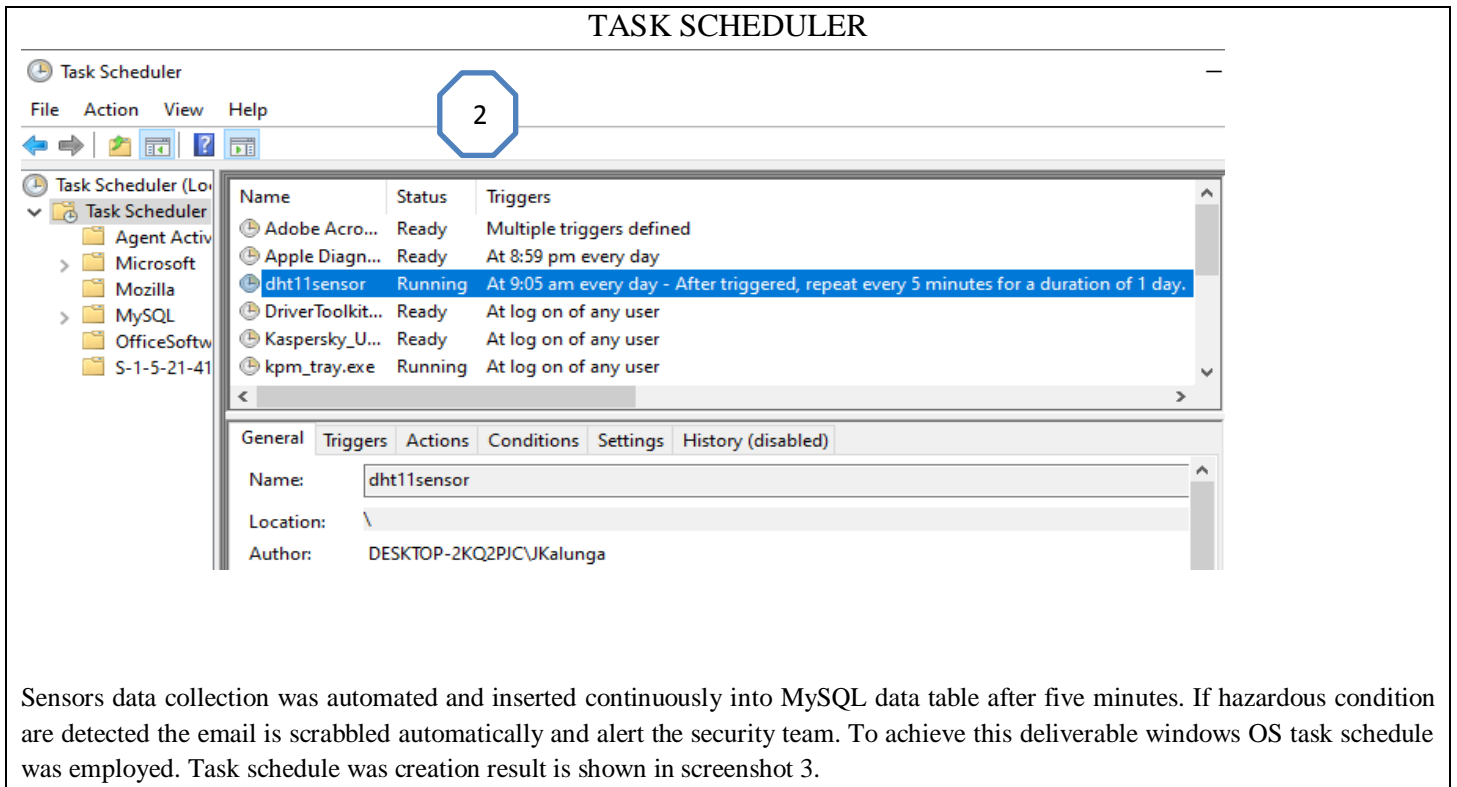 TASK SCHEDULER
Task Scheduler
File Action View Help
2
Task Scheduler (Lo
Task Scheduler
Agent Activ
Microsoft
Mozilla
MySQL
OfficeSoftw
S-1-5-21-41
Name Status Triggers
Adobe Acro... Ready Multiple triggers defined
Apple Diagn... Ready At 8:59 pm every day
dht11sensor Running At 9:05 am every day - After triggered, repeat every 5 minutes for a duration of 1 day.
DriverToolkit... Ready At log on of any user
Kaspersky_U... Ready At log on of any user
kpm_tray.exe Running At log on of any user
General Triggers Actions Conditions Settings History (disabled)
Name: dht11sensor
Location: \
Author: DESKTOP-2KQ2PJC\JKalunga
Sensors data collection was automated and inserted continuously into MySQL data table after five minutes. If hazardous condition
are detected the email is scrabbled automatically and alert the security team. To achieve this deliverable windows OS task schedule
was employed. Task schedule was creation result is shown in screenshot 3.